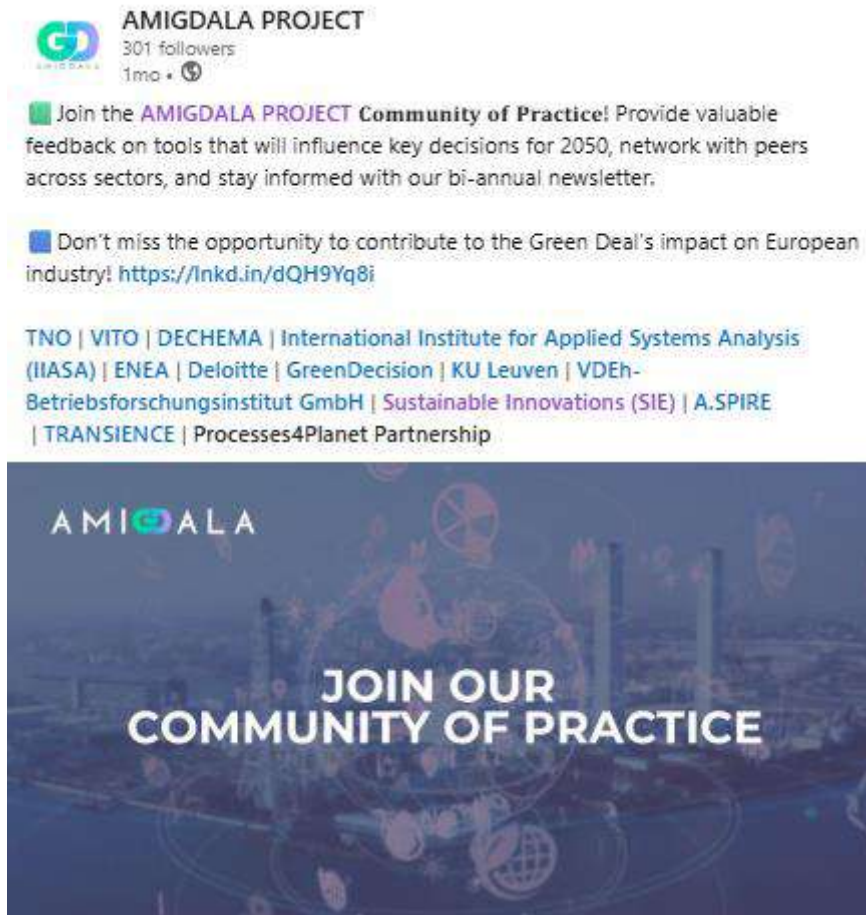 GD
AMIGDALA
AMIGDALA PROJECT
301 followers
1mo •
Join the AMIGDALA PROJECT Community of Practice! Provide valuable
feedback on tools that will influence key decisions for 2050, network with peers
across sectors, and stay informed with our bi-annual newsletter.
Don't miss the opportunity to contribute to the Green Deal's impact on European
industry! https://lnkd.in/dQH9Yq8i
TNO | VITO | DECHEMA | International Institute for Applied Systems Analysis
(IIASA) | ENEA | Deloitte | GreenDecision | KU Leuven | VDEh-
Betriebsforschungsinstitut GmbH | Sustainable Innovations (SIE) | A.SPIRE
| TRANSIENCE | Processes4Planet Partnership
AMIGDALA
JOIN OUR
COMMUNITY OF PRACTICE